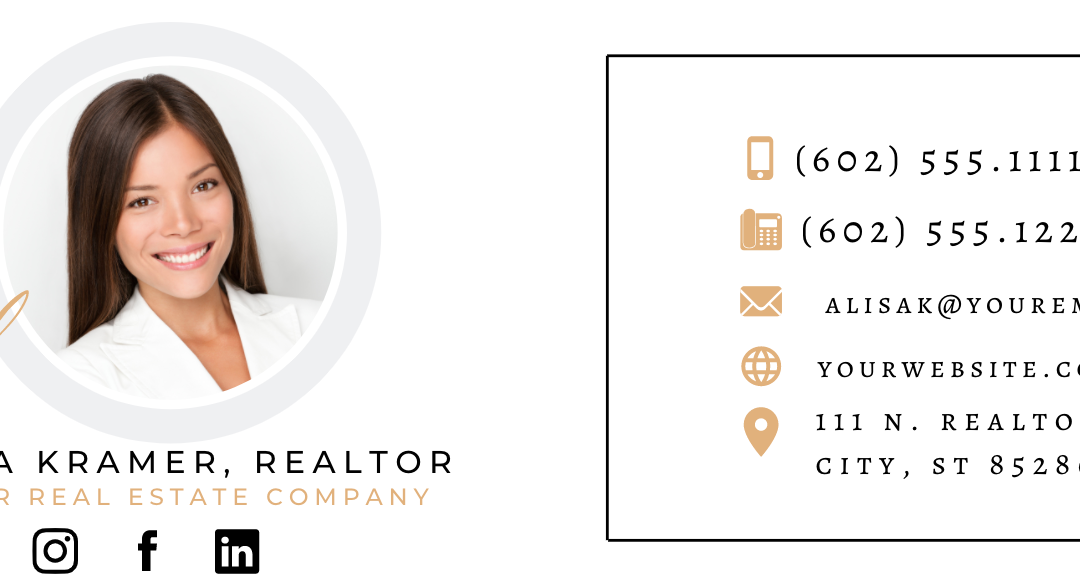 A KRAMER, REALTOR
R REAL ESTATE COMPANY
(602) 555.1111
(602) 555.122
ALISAK@YOUREM
YOURWEBSITE.CO
111 N. REALTO
CITY, ST 8528